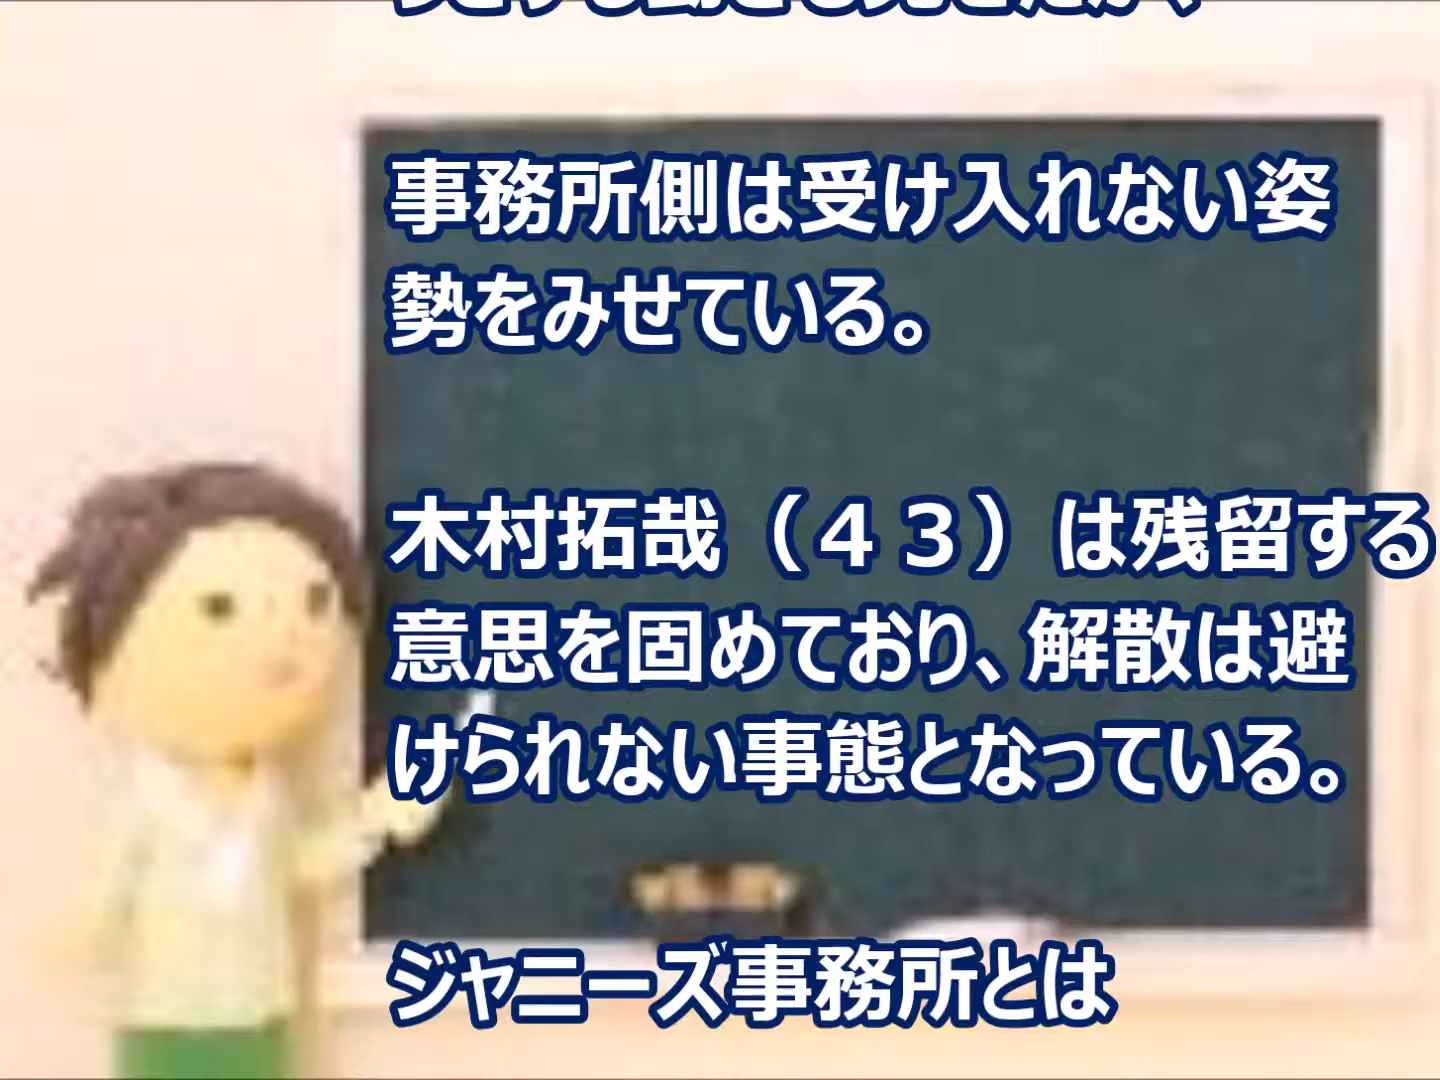 事務所側は受け入れない姿
勢をみせている。
木村拓哉（４３）は残留する
意思を固めており、解散は避
けられない事態となっている。
ジャニーズ事務所とは